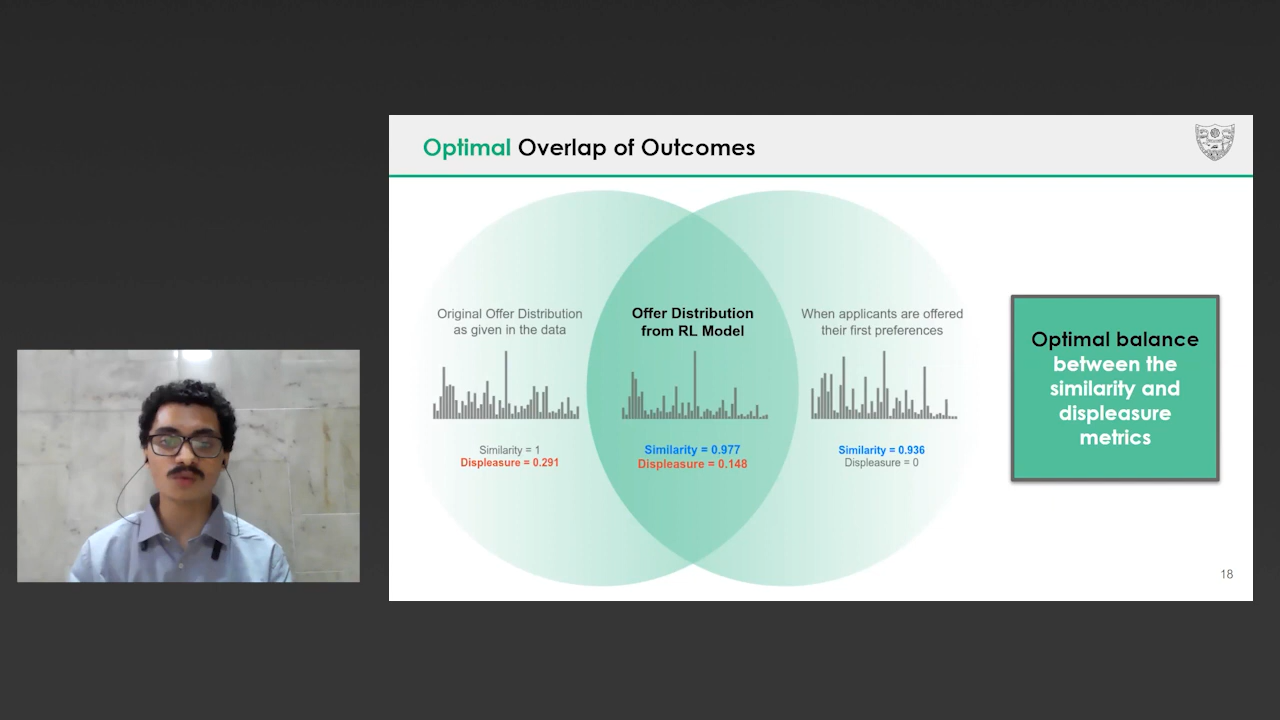 Optimal Overlap of Outcomes
Original Offer Distribution
as given in the data
Similarity = 1
Displeasure = 0.291
Offer Distribution
from RL Model
Similarity = 0.977
Displeasure = 0.148
When applicants are offered
their first preferences
Similarity = 0.936
Displeasure = 0
Optimal balance
between the
similarity and
displeasure
metrics
18